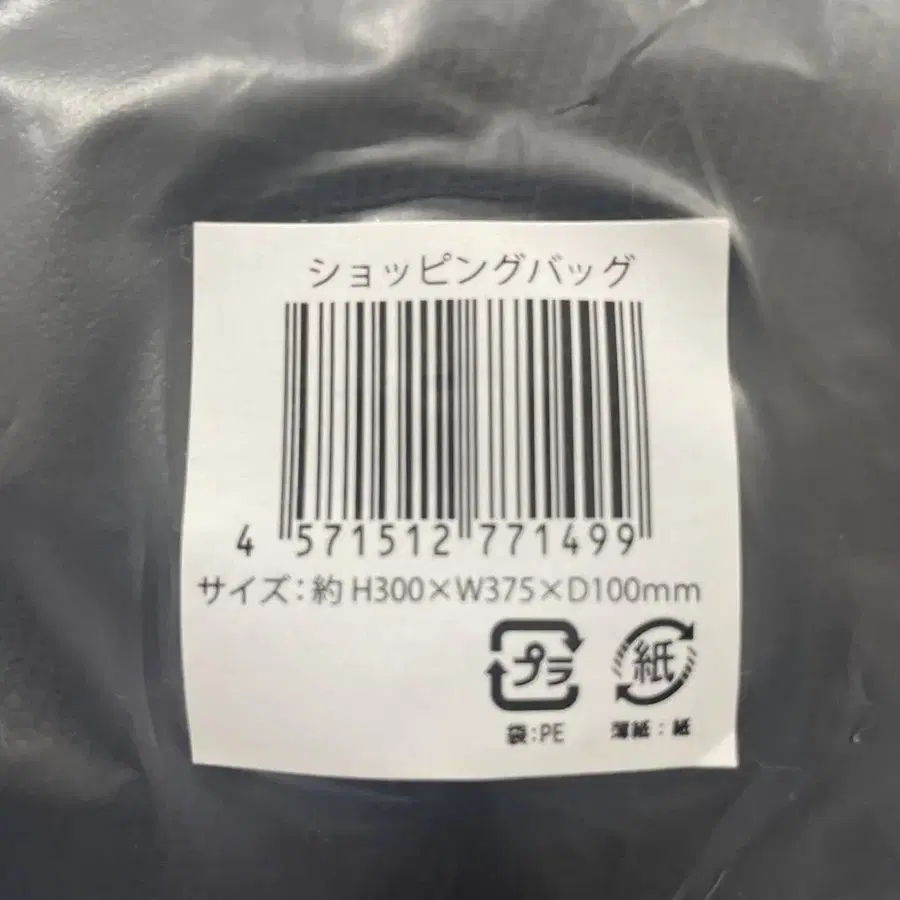 ショッピングバッグ
4 571512 771499
サイズ：約 H300×W375×D100mm
プラ 紙
袋：PE 薄紙：紙